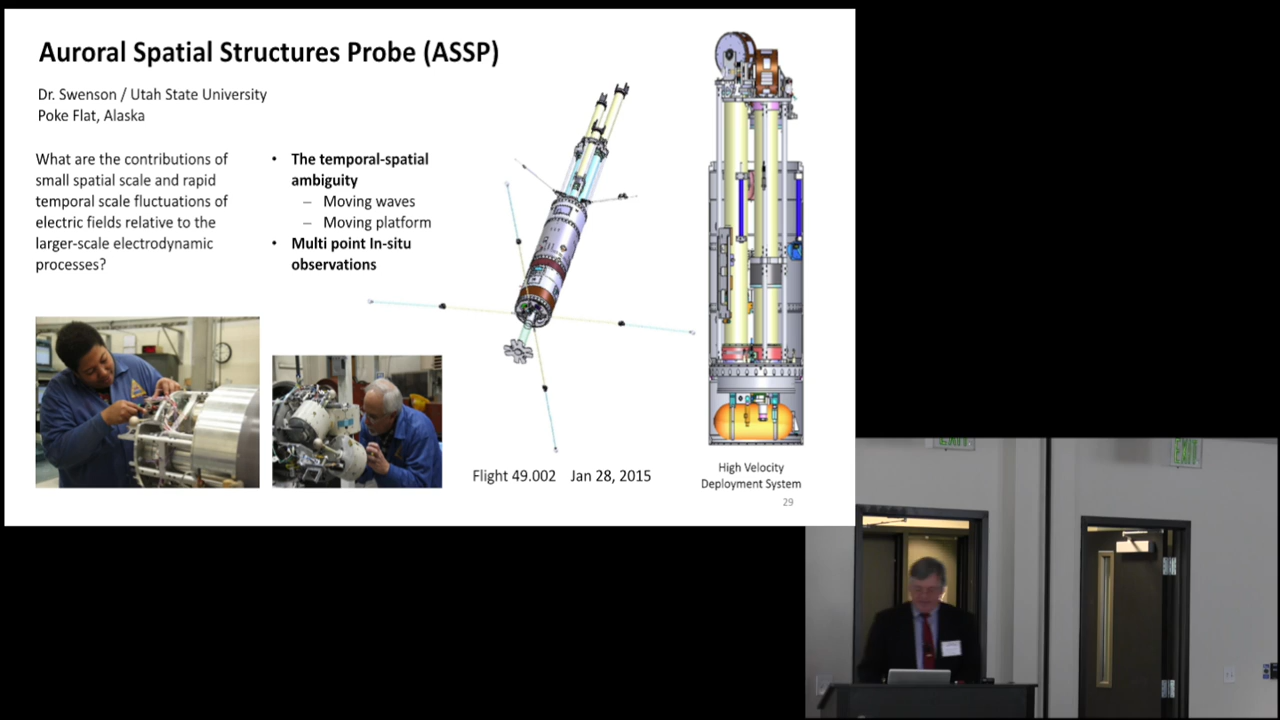 Auroral Spatial Structures Probe (ASSP)
Dr. Swenson / Utah State University
Poke Flat, Alaska
What are the contributions of
small spatial scale and rapid
temporal scale fluctuations of
electric fields relative to the
larger-scale electrodynamic
processes?
• The temporal-spatial
ambiguity
– Moving waves
– Moving platform
• Multi point In-situ
observations
Flight 49.002 Jan 28, 2015
High Velocity
Deployment System
29
EXIT